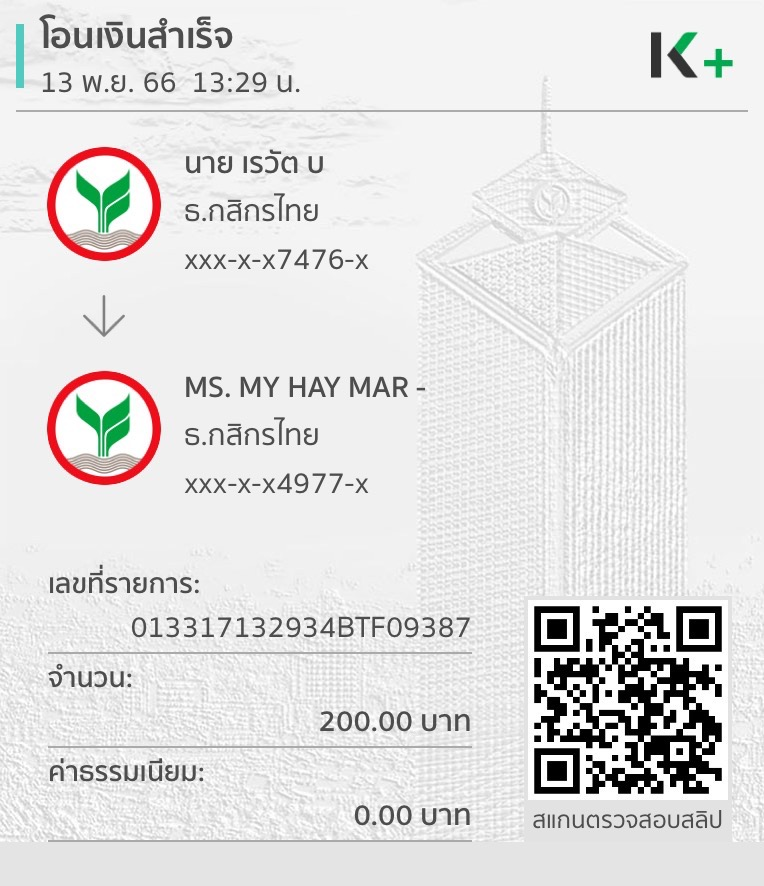 โอนเงินสำเร็จ
13 พ.ย. 66  13:29 น.
K+
นาย เรวัต บ
ธ.กสิกรไทย
xxx-x-x7476-x
MS. MY HAY MAR -
ธ.กสิกรไทย
xxx-x-x4977-x
เลขที่รายการ:
013317132934BTF09387
จำนวน:
200.00 บาท
ค่าธรรมเนียม:
0.00 บาท
สแกนตรวจสอบสลิป